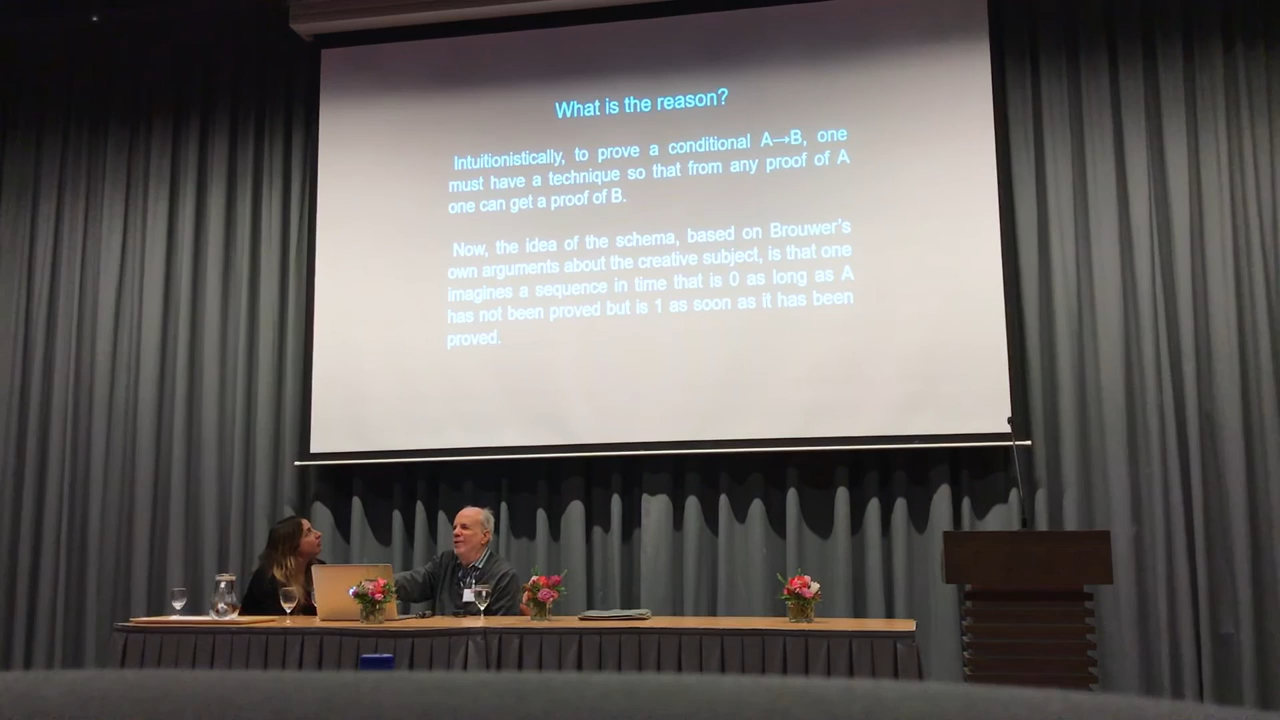 What is the reason?
Intuitionistically, to prove a conditional A→B, one
must have a technique so that from any proof of A
one can get a proof of B.
Now, the idea of the schema, based on Brouwer's
own arguments about the creative subject, is that one
imagines a sequence in time that is 0 as long as A
has not been proved but is 1 as soon as it has been
proved.